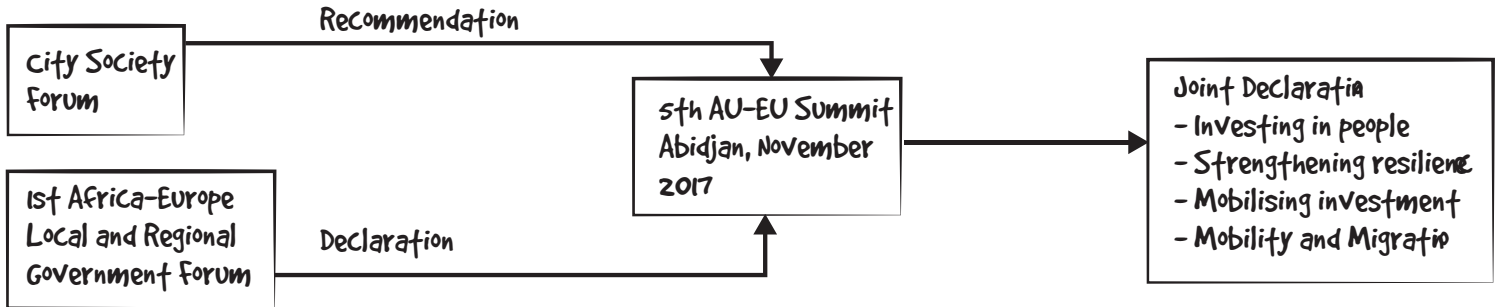 Recommendation
City Society
Forum
5th AU-EU Summit
Abidjan, November
2017
Joint Declaratin
- Investing in people
- Strengthening resilience
- Mobilising investment
- Mobility and Migratio
1st Africa-Europe
Local and Regional
Government Forum
Declaration